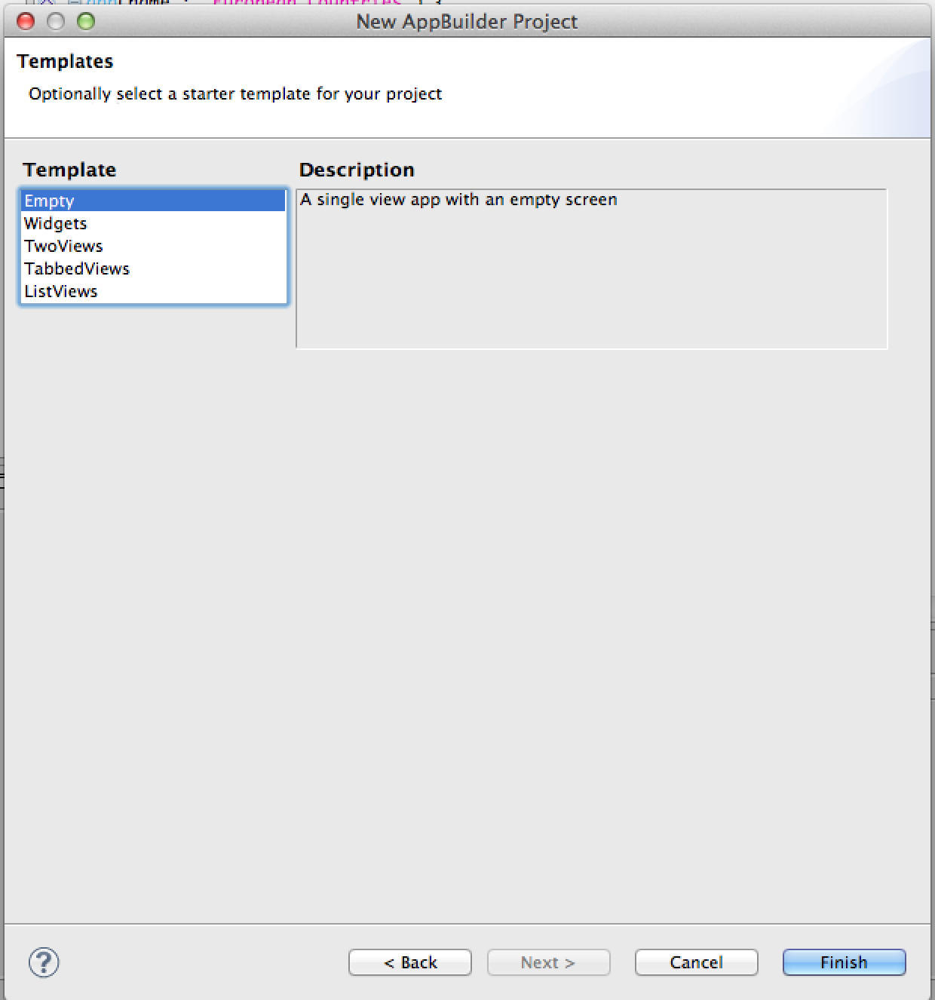 New AppBuilder Project
Templates
Optionally select a starter template for your project
Template
Description
Empty
A single view app with an empty screen
Widgets
TwoViews
TabbedViews
ListViews
?
< Back
Next >
Cancel
Finish